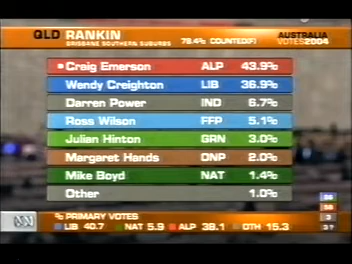 QLD RANKIN
BRISBANE SOUTHERN SUBURBS
79.4% COUNTED(F)
AUSTRALIA
VOTES2004
Craig Emerson ALP 43.9%
Wendy Creighton LIB 36.9%
Darren Power IND 6.7%
Ross Wilson FFP 5.1%
Julian Hinton GRN 3.0%
Margaret Hands ONP 2.0%
Mike Boyd NAT 1.4%
Other 1.0%
% PRIMARY VOTES
LIB 40.7 NAT 5.9 ALP 38.1 OTH 15.3
3